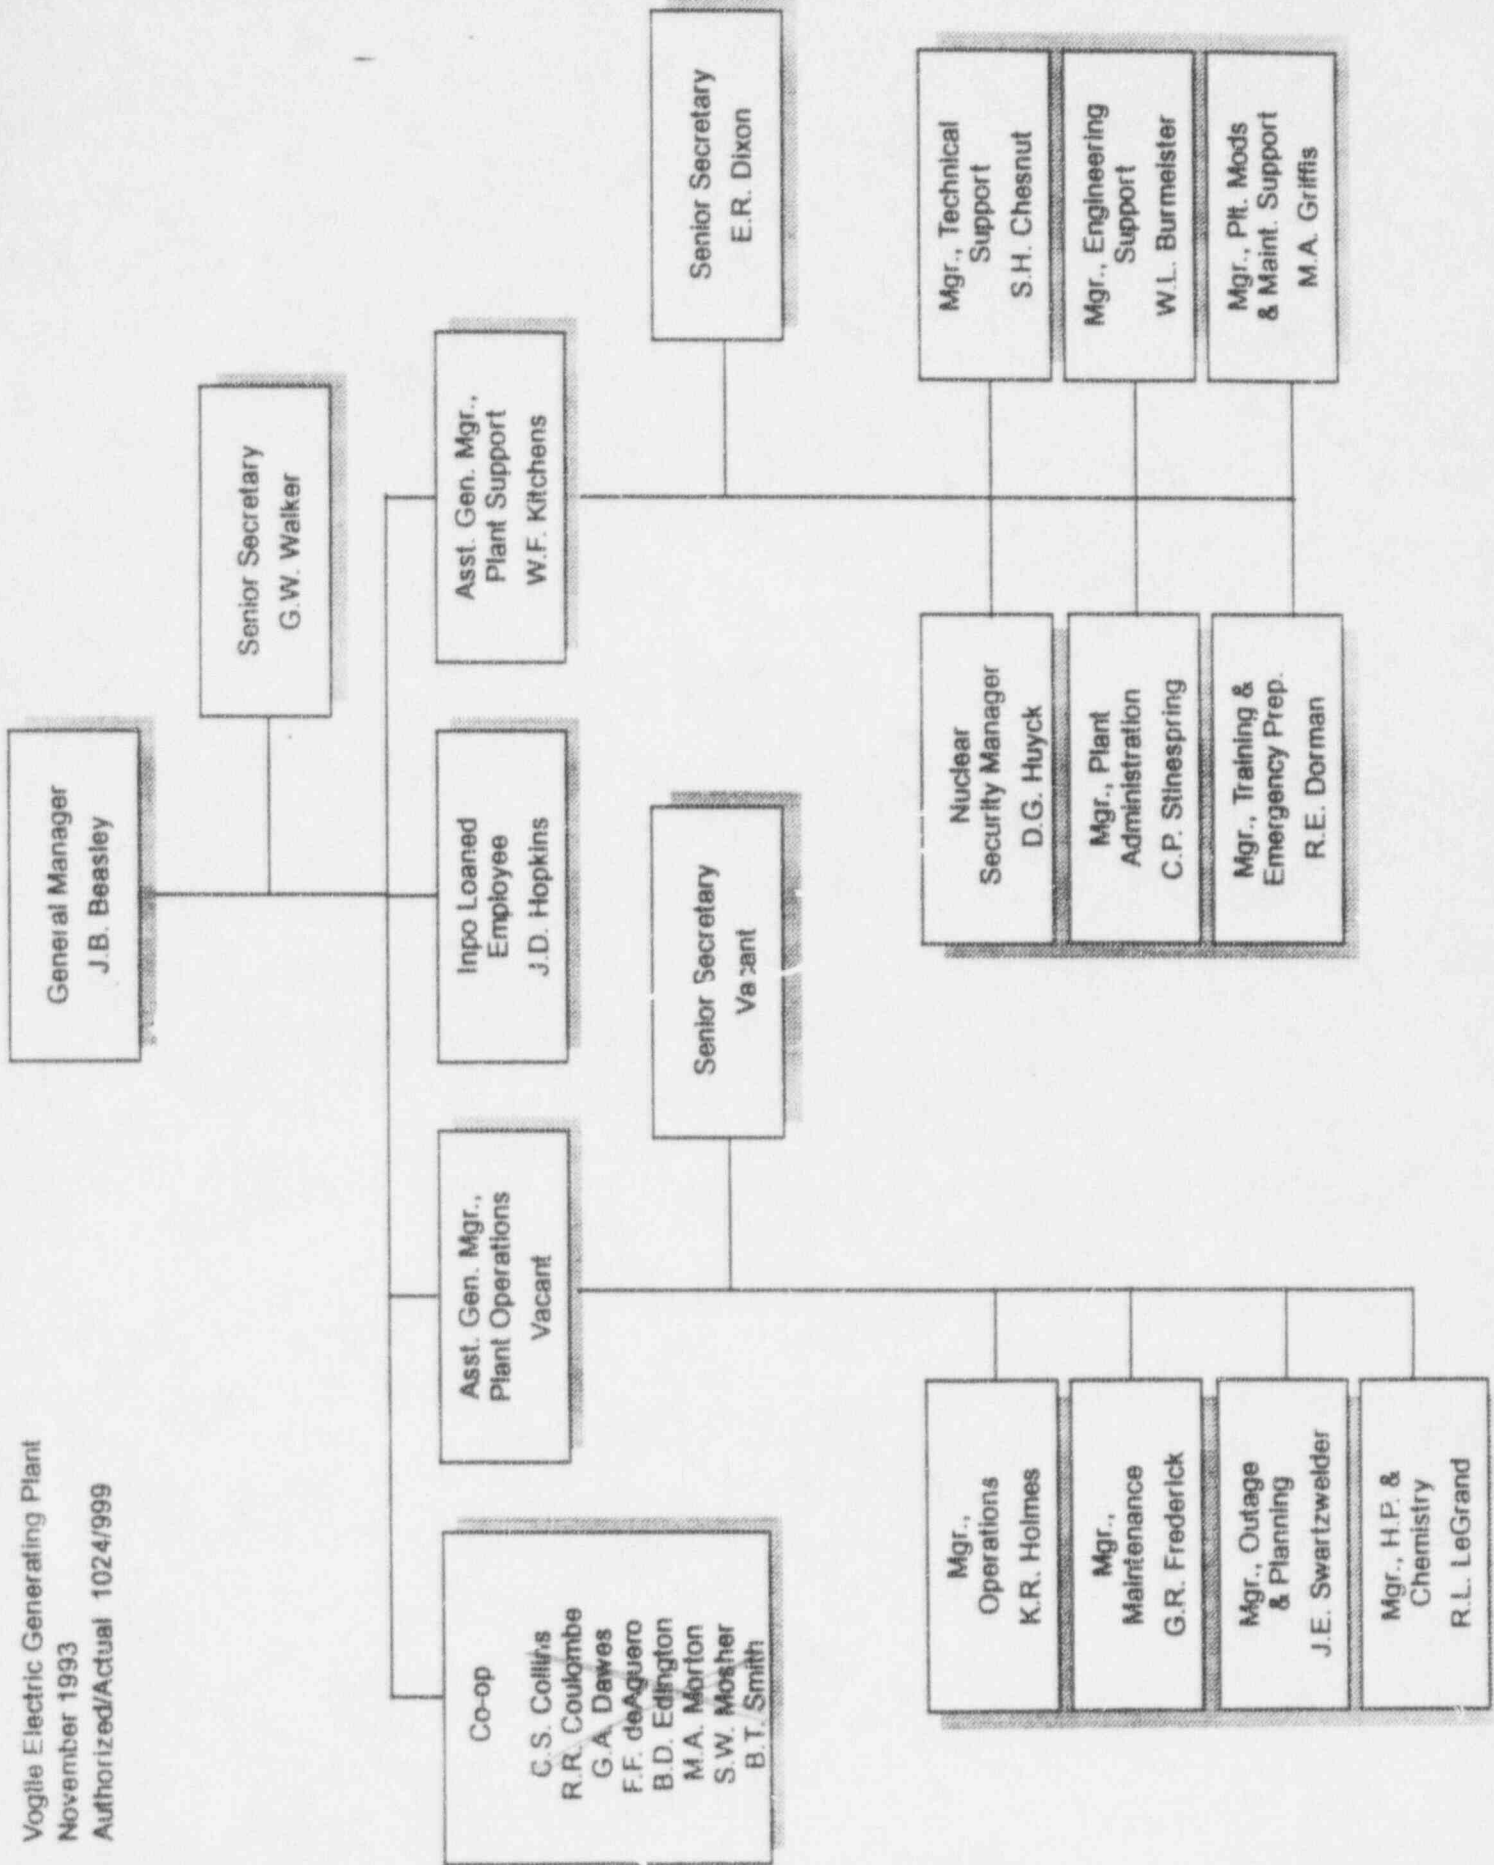 Vogtle Electric Generating Plant
November 1993
Authorized/Actual 1024/999
General Manager
J.B. Beasley
Senior Secretary
G.W. Walker
Co-op
C.S. Collins
R.R. Coulombe
G.A. Dawes
F.F. deAguero
B.D. Edington
M.A. Morton
S.W. Mosher
B.T. Smith
Asst. Gen. Mgr.,
Plant Operations
Vacant
Inpo Loaned
Employee
J.D. Hopkins
Asst. Gen. Mgr.,
Plant Support
W.F. Kitchens
Senior Secretary
Vacant
Senior Secretary
E.R. Dixon
Mgr.,
Operations
K.R. Holmes
Mgr.,
Maintenance
G.R. Frederick
Mgr., Outage
& Planning
J.E. Swartzwelder
Mgr., H.P. &
Chemistry
R.L. LeGrand
Nuclear
Security Manager
D.G. Huyck
Mgr., Plant
Administration
C.P. Stinespring
Mgr., Training &
Emergency Prep.
R.E. Dorman
Mgr., Technical
Support
S.H. Chesnut
Mgr., Engineering
Support
W.L. Burmeister
Mgr., Plt. Mods
& Maint. Support
M.A. Griffis